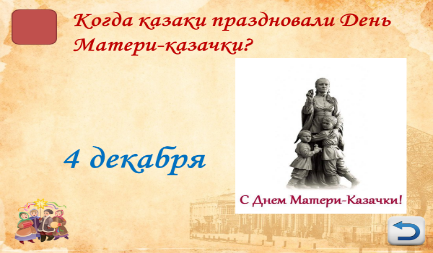 Когда казаки праздновали День
Матери-казачки?
4 декабря
С Днем Матери-Казачки!